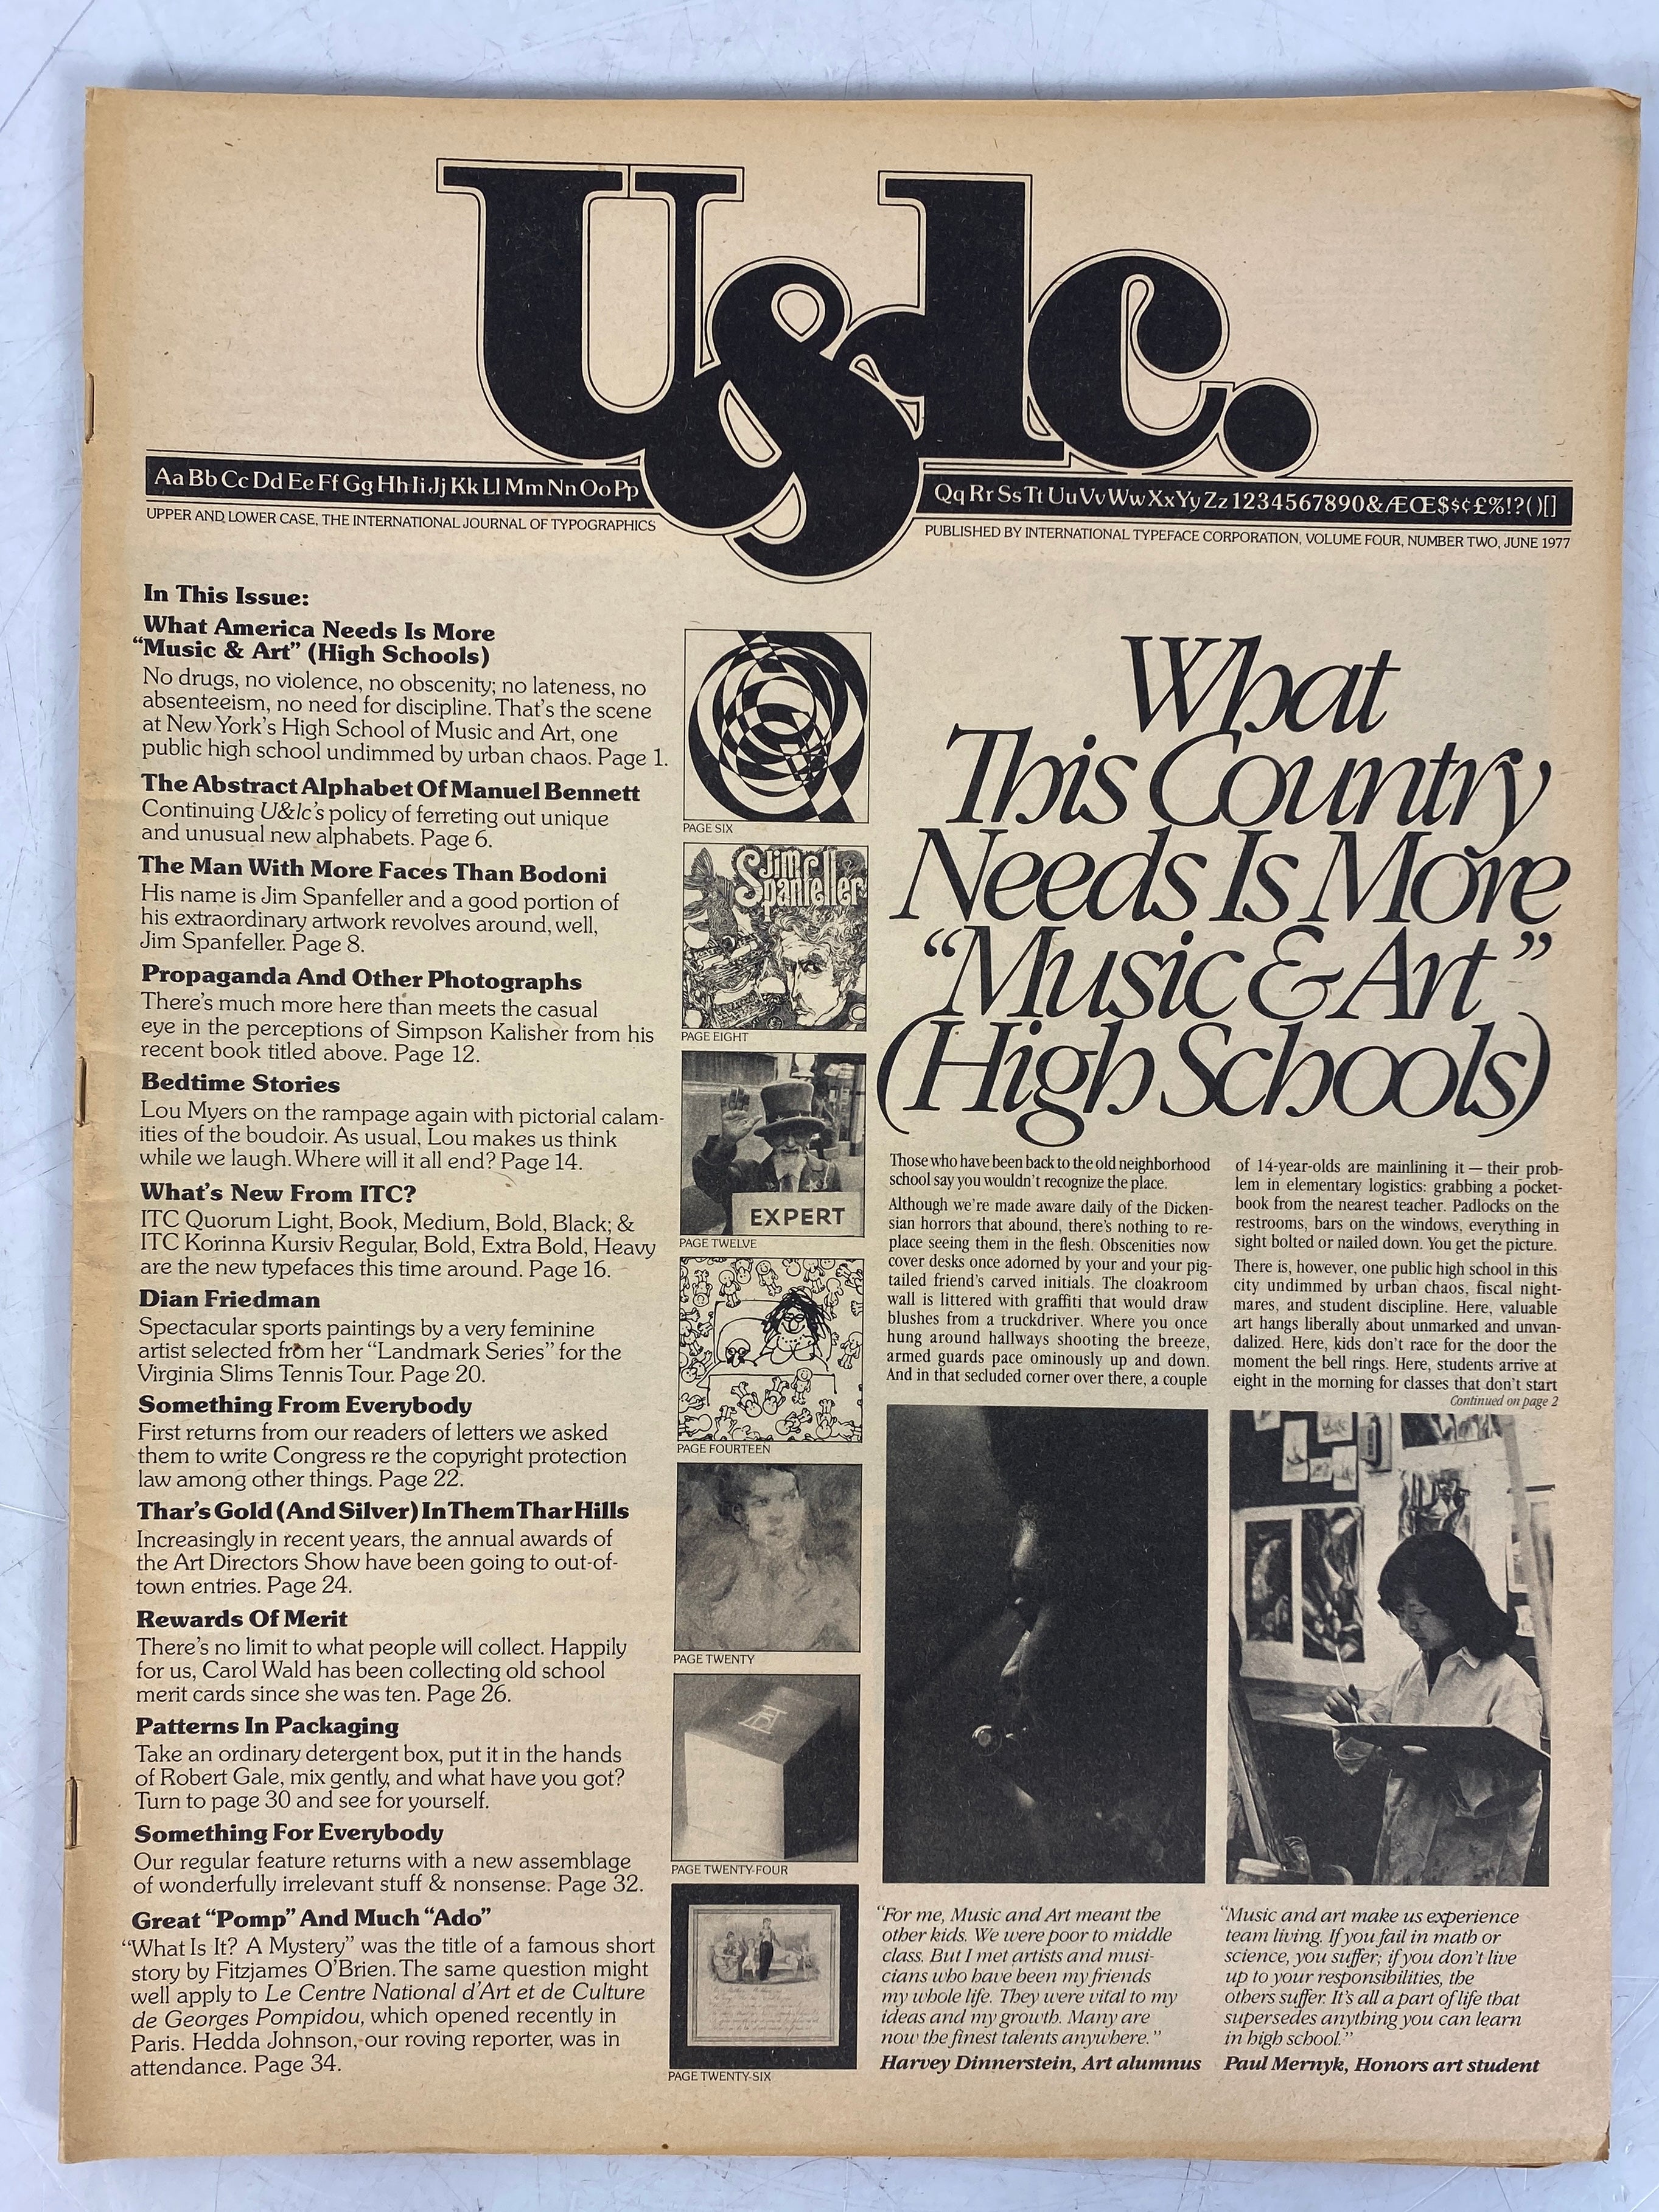 U&lc.
Aa Bb Cc Dd Ee Ff Gg Hh Ii Jj Kk Ll Mm Nn Oo Pp
Qq Rr Ss Tt Uu Vv Ww Xx Yy Zz 1234567890&ÆŒ$$¢£%!?()[]
UPPER AND LOWER CASE, THE INTERNATIONAL JOURNAL OF TYPOGRAPHICS
PUBLISHED BY INTERNATIONAL TYPEFACE CORPORATION, VOLUME FOUR, NUMBER TWO, JUNE 1977
In This Issue:
What America Needs Is More
“Music & Art” (High Schools)
No drugs, no violence, no obscenity; no lateness, no
absenteeism, no need for discipline. That's the scene
at New York's High School of Music and Art, one
public high school undimmed by urban chaos. Page 1.
The Abstract Alphabet Of Manuel Bennett
Continuing U&lc's policy of ferreting out unique
and unusual new alphabets. Page 6.
The Man With More Faces Than Bodoni
His name is Jim Spanfeller and a good portion of
his extraordinary artwork revolves around, well,
Jim Spanfeller. Page 8.
Propaganda And Other Photographs
There's much more here than meets the casual
eye in the perceptions of Simpson Kalisher from his
recent book titled above. Page 12.
Bedtime Stories
Lou Myers on the rampage again with pictorial calam-
ities of the boudoir. As usual, Lou makes us think
while we laugh. Where will it all end? Page 14.
What's New From ITC?
ITC Quorum Light, Book, Medium, Bold, Black; &
ITC Korinna Kursiv Regular, Bold, Extra Bold, Heavy
are the new typefaces this time around. Page 16.
Dian Friedman
Spectacular sports paintings by a very feminine
artist selected from her “Landmark Series” for the
Virginia Slims Tennis Tour. Page 20.
Something From Everybody
First returns from our readers of letters we asked
them to write Congress re the copyright protection
law among other things. Page 22.
Thar's Gold (And Silver) In Them Thar Hills
Increasingly in recent years, the annual awards of
the Art Directors Show have been going to out-of-
town entries. Page 24.
Rewards Of Merit
There's no limit to what people will collect. Happily
for us, Carol Wald has been collecting old school
merit cards since she was ten. Page 26.
Patterns In Packaging
Take an ordinary detergent box, put it in the hands
of Robert Gale, mix gently, and what have you got?
Turn to page 30 and see for yourself.
Something For Everybody
Our regular feature returns with a new assemblage
of wonderfully irrelevant stuff & nonsense. Page 32.
Great “Pomp” And Much “Ado”
“What Is It? A Mystery” was the title of a famous short
story by Fitzjames O'Brien. The same question might
well apply to Le Centre National d'Art et de Culture
de Georges Pompidou, which opened recently in
Paris. Hedda Johnson, our roving reporter, was in
attendance. Page 34.
PAGE SIX
Jim
Spanfeller
PAGE EIGHT
EXPERT
PAGE TWELVE
PAGE FOURTEEN
PAGE TWENTY
PAGE TWENTY-FOUR
PAGE TWENTY-SIX
What
This Country
Needs Is More
“Music & Art”
(High Schools)
Those who have been back to the old neighborhood
school say you wouldn't recognize the place.
Although we're made aware daily of the Dicken-
sian horrors that abound, there's nothing to re-
place seeing them in the flesh. Obscenities now
cover desks once adorned by your and your pig-
tailed friend's carved initials. The cloakroom
wall is littered with graffiti that would draw
blushes from a truckdriver. Where you once
hung around hallways shooting the breeze,
armed guards pace ominously up and down.
And in that secluded corner over there, a couple
of 14-year-olds are mainlining it — their prob-
lem in elementary logistics: grabbing a pocket-
book from the nearest teacher. Padlocks on the
restrooms, bars on the windows, everything in
sight bolted or nailed down. You get the picture.
There is, however, one public high school in this
city undimmed by urban chaos, fiscal night-
mares, and student discipline. Here, valuable
art hangs liberally about unmarked and unvan-
dalized. Here, kids don't race for the door the
moment the bell rings. Here, students arrive at
eight in the morning for classes that don't start
Continued on page 2
“For me, Music and Art meant the
other kids. We were poor to middle
class. But I met artists and musi-
cians who have been my friends
my whole life. They were vital to my
ideas and my growth. Many are
now the finest talents anywhere.”
Harvey Dinnerstein, Art alumnus
“Music and art make us experience
team living. If you fail in math or
science, you suffer; if you don't live
up to your responsibilities, the
others suffer. It's all a part of life that
supersedes anything you can learn
in high school.”
Paul Mernyk, Honors art student